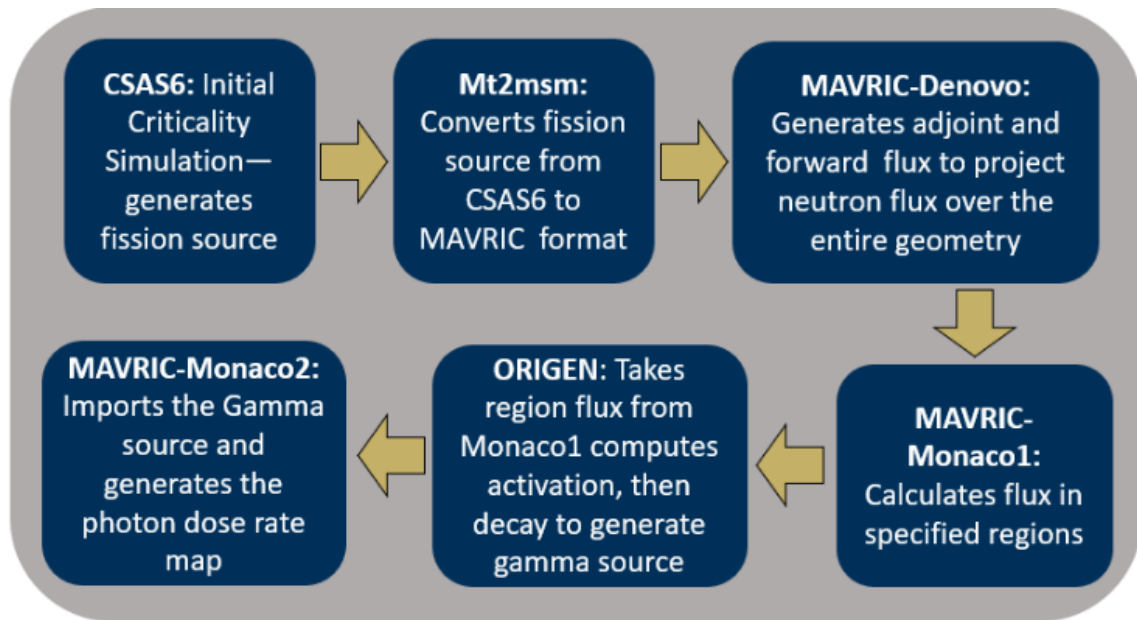 CSAS6: Initial
Criticality
Simulation—
generates
fission source
Mt2msm:
Converts fission
source from
CSAS6 to
MAVRIC format
MAVRIC-Denovo:
Generates adjoint and
forward flux to project
neutron flux over the
entire geometry
MAVRIC-
Monaco1:
Calculates flux in
specified regions
ORIGEN: Takes
region flux from
Monaco1 computes
activation, then
decay to generate
gamma source
MAVRIC-Monaco2:
Imports the Gamma
source and
generates the
photon dose rate
map